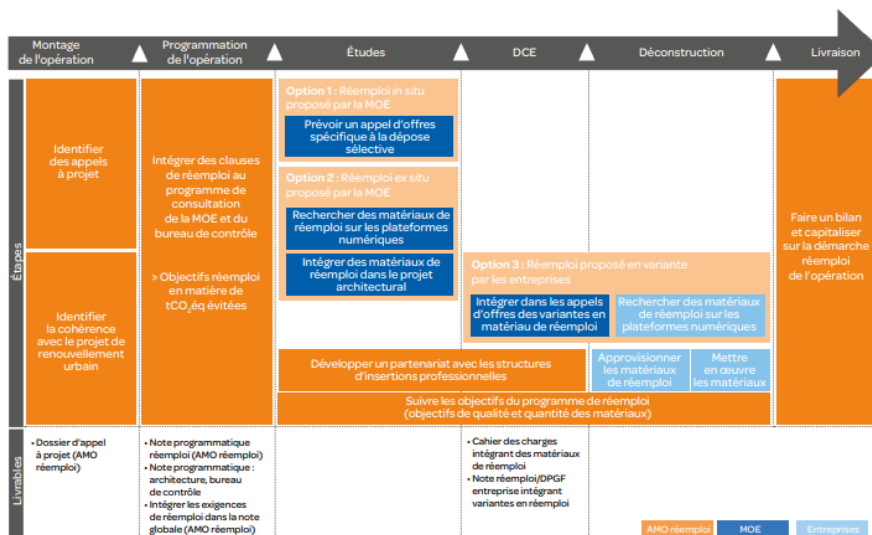 Montage
de l'opération
Programmation
de l'opération
Études
DCE
Déconstruction
Livraison
Étapes
Identifier
des appels
à projet
Identifier
la cohérence
avec le projet de
renouvellement
urbain
Intégrer des clauses
de réemploi au
programme de
consultation
de la MOE et du
bureau de contrôle
> Objectifs réemploi
en matière de
tCO₂éq évitées
Option 1 : Réemploi in situ
proposé par la MOE
Prévoir un appel d'offres
spécifique à la dépose
sélective
Option 2 : Réemploi ex situ
proposé par la MOE
Rechercher des matériaux de
réemploi sur les plateformes
numériques
Intégrer des matériaux de
réemploi dans le projet
architectural
Option 3 : Réemploi proposé en variante
par les entreprises
Intégrer dans les appels
d'offres des variantes en
matériau de réemploi
Rechercher des matériaux
de réemploi sur les
plateformes numériques
Développer un partenariat avec les structures
d'insertions professionnelles
Approvisionner
les matériaux
de réemploi
Mettre
en œuvre
les matériaux
Suivre les objectifs du programme de réemploi
(objectifs de qualité et quantité des matériaux)
Faire un bilan
et capitaliser
sur la démarche
réemploi
de l'opération
Livrables
• Dossier d'appel
à projet (AMO
réemploi)
• Note programmatique
réemploi (AMO réemploi)
• Note programmatique :
architecture, bureau
de contrôle
• Intégrer les exigences
de réemploi dans la note
globale (AMO réemploi)
• Cahier des charges
intégrant des matériaux
de réemploi
• Note réemploi/DPGF
entreprise intégrant
variantes en réemploi
AMO réemploi
MOE
Entreprises